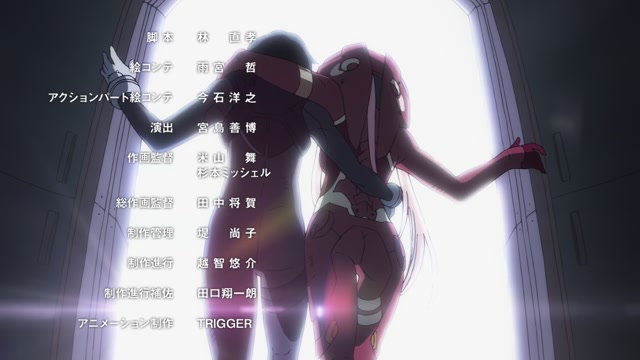 脚本 林 直孝
絵コンテ 雨宮 哲
アクションパート絵コンテ 今石洋之
演出 宮島善博
作画監督 米山 舞
杉本ミッシェル
総作画監督 田中将賀
制作管理 堤 尚子
制作進行 越智悠介
制作進行補佐 田口翔一朗
アニメーション制作 TRIGGER